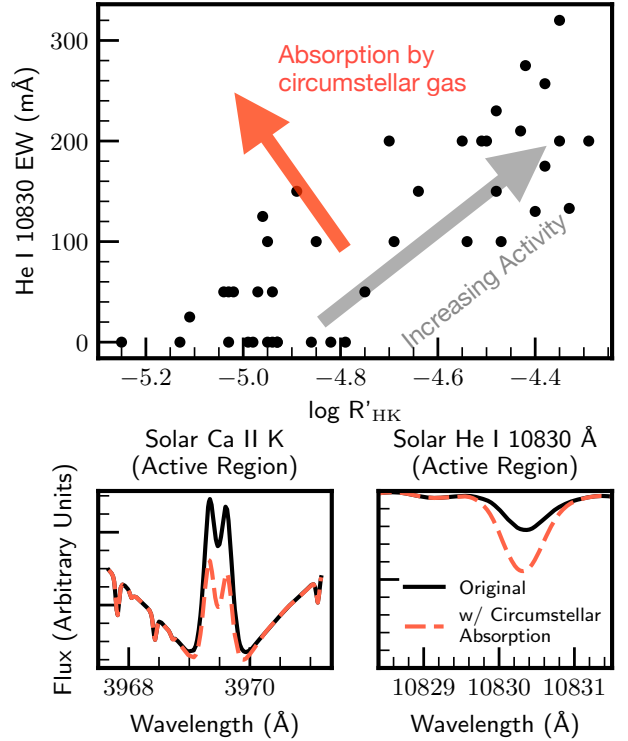 Absorption by
circumstellar gas
Increasing Activity
He I 10830 EW (mÅ)
300
200
100
0
−5.2 −5.0 −4.8 −4.6 −4.4
log R'HK
Solar Ca II K
(Active Region)
Flux (Arbitrary Units)
3968 3970
Wavelength (Å)
Solar He I 10830 Å
(Active Region)
Original
w/ Circumstellar
Absorption
10829 10830 10831
Wavelength (Å)